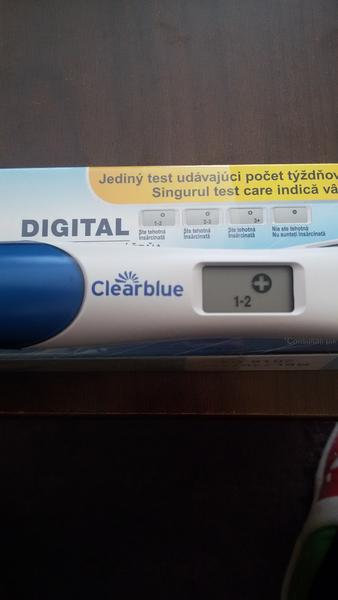 Jediný test udávajúci počet týždňov
Singurul test care indică vâ
DIGITAL
1-2
2-3
3+
Ste tehotná
Însărcinată
Ste tehotná
Însărcinată
Ste tehotná
Însărcinată
Nie ste tehotná
Nu sunteți însărcinată
Clearblue
1-2
*Consultați